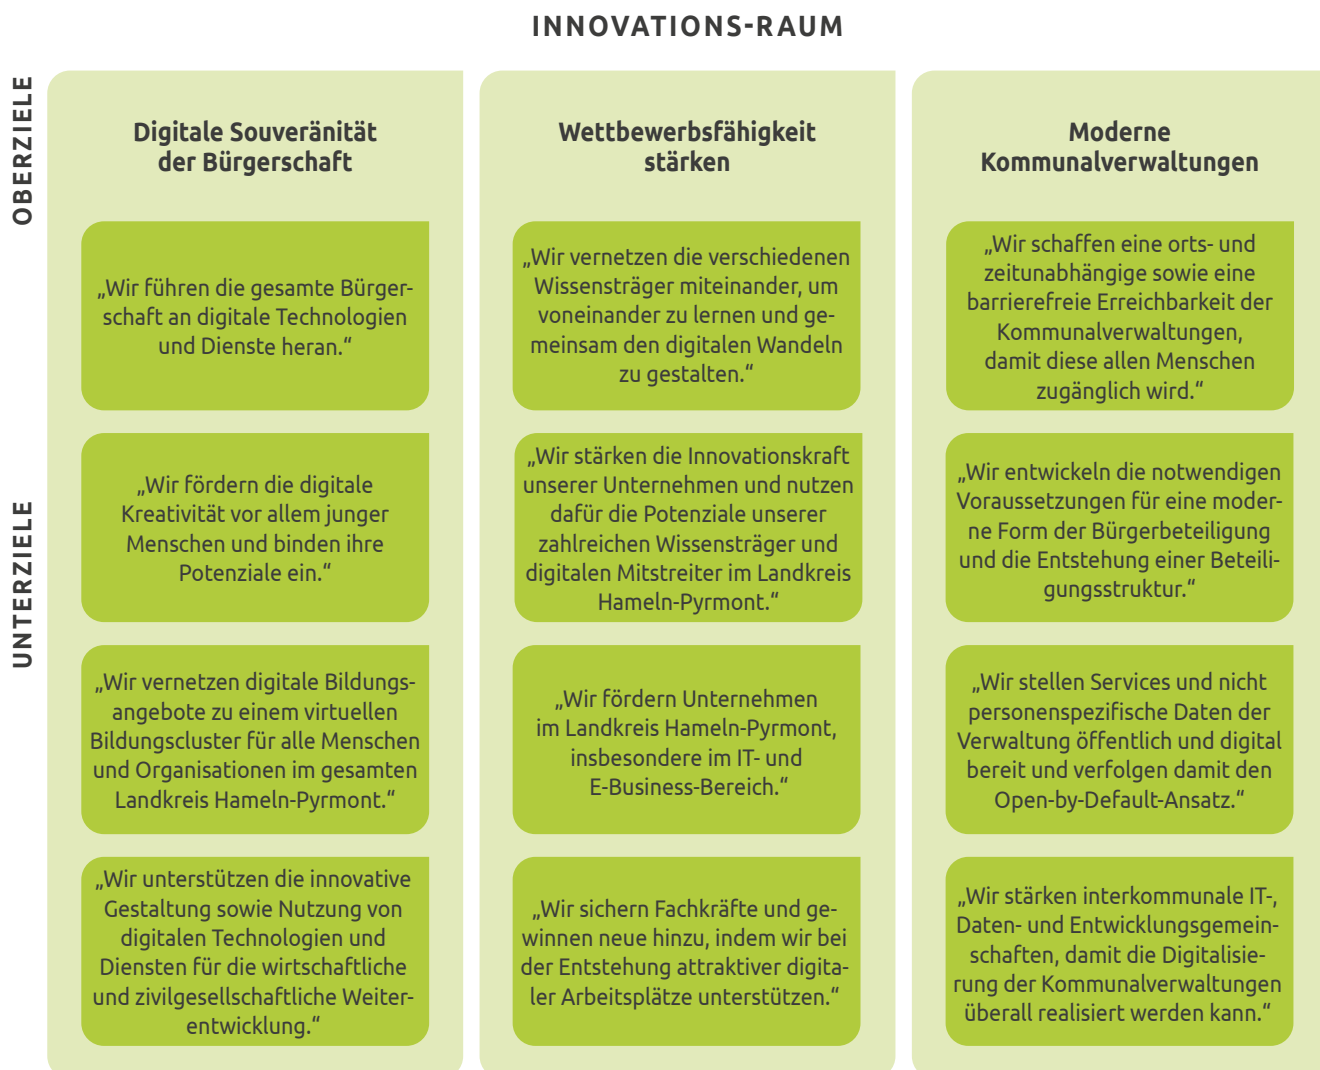 INNOVATIONS-RAUM
OBERZIELE
Digitale Souveränität
der Bürgerschaft
Wettbewerbsfähigkeit
stärken
Moderne
Kommunalverwaltungen
UNTERZIELE
„Wir führen die gesamte Bürger-
schaft an digitale Technologien
und Dienste heran.“
„Wir vernetzen die verschiedenen
Wissensträger miteinander, um
voneinander zu lernen und ge-
meinsam den digitalen Wandeln
zu gestalten.“
„Wir schaffen eine orts- und
zeitunabhängige sowie eine
barrierefreie Erreichbarkeit der
Kommunalverwaltungen,
damit diese allen Menschen
zugänglich wird.“
„Wir fördern die digitale
Kreativität vor allem junger
Menschen und binden ihre
Potenziale ein.“
„Wir stärken die Innovationskraft
unserer Unternehmen und nutzen
dafür die Potenziale unserer
zahlreichen Wissensträger und
digitalen Mitstreiter im Landkreis
Hameln-Pyrmont.“
„Wir entwickeln die notwendigen
Voraussetzungen für eine moder-
ne Form der Bürgerbeteiligung
und die Entstehung einer Beteili-
gungsstruktur.“
„Wir vernetzen digitale Bildungs-
angebote zu einem virtuellen
Bildungscluster für alle Menschen
und Organisationen im gesamten
Landkreis Hameln-Pyrmont.“
„Wir fördern Unternehmen
im Landkreis Hameln-Pyrmont,
insbesondere im IT- und
E-Business-Bereich.“
„Wir stellen Services und nicht
personenspezifische Daten der
Verwaltung öffentlich und digital
bereit und verfolgen damit den
Open-by-Default-Ansatz.“
„Wir unterstützen die innovative
Gestaltung sowie Nutzung von
digitalen Technologien und
Diensten für die wirtschaftliche
und zivilgesellschaftliche Weiter-
entwicklung.“
„Wir sichern Fachkräfte und ge-
winnen neue hinzu, indem wir bei
der Entstehung attraktiver digita-
ler Arbeitsplätze unterstützen.“
„Wir stärken interkommunale IT-,
Daten- und Entwicklungsgemein-
schaften, damit die Digitalisie-
rung der Kommunalverwaltungen
überall realisiert werden kann.“